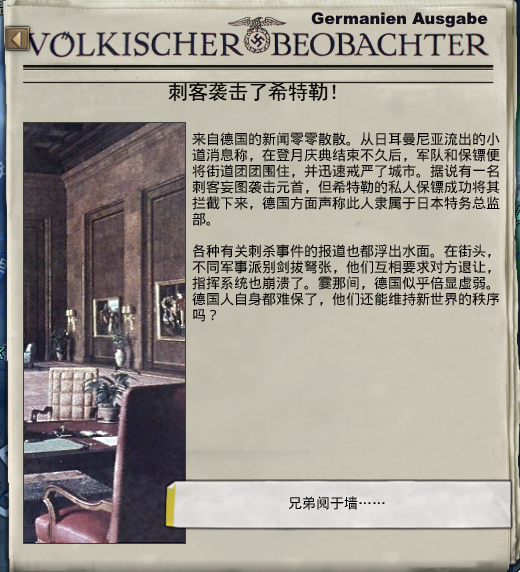 Germanien Ausgabe
VÖLKISCHER BEOBACHTER
刺客袭击了希特勒！
来自德国的新闻零零散散。从日耳曼尼亚流出的小
道消息称，在登月庆典结束不久后，军队和保镖便
将街道团团围住，并迅速戒严了城市。据说有一名
刺客妄图袭击元首，但希特勒的私人保镖成功将其
拦截下来，德国方面声称此人隶属于日本特务总监
部。
各种有关刺杀事件的报道也都浮出水面。在街头，
不同军事派别剑拔弩张，他们互相要求对方退让，
指挥系统也崩溃了。霎那间，德国似乎倍显虚弱。
德国人自身都难保了，他们还能维持新世界的秩序
吗？
兄弟阋于墙……